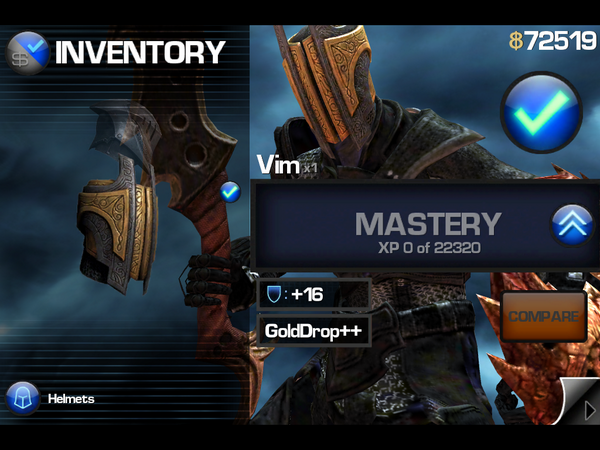 INVENTORY
72519
Vim x1
MASTERY
XP 0 of 22320
: +16
GoldDrop++
COMPARE
Helmets